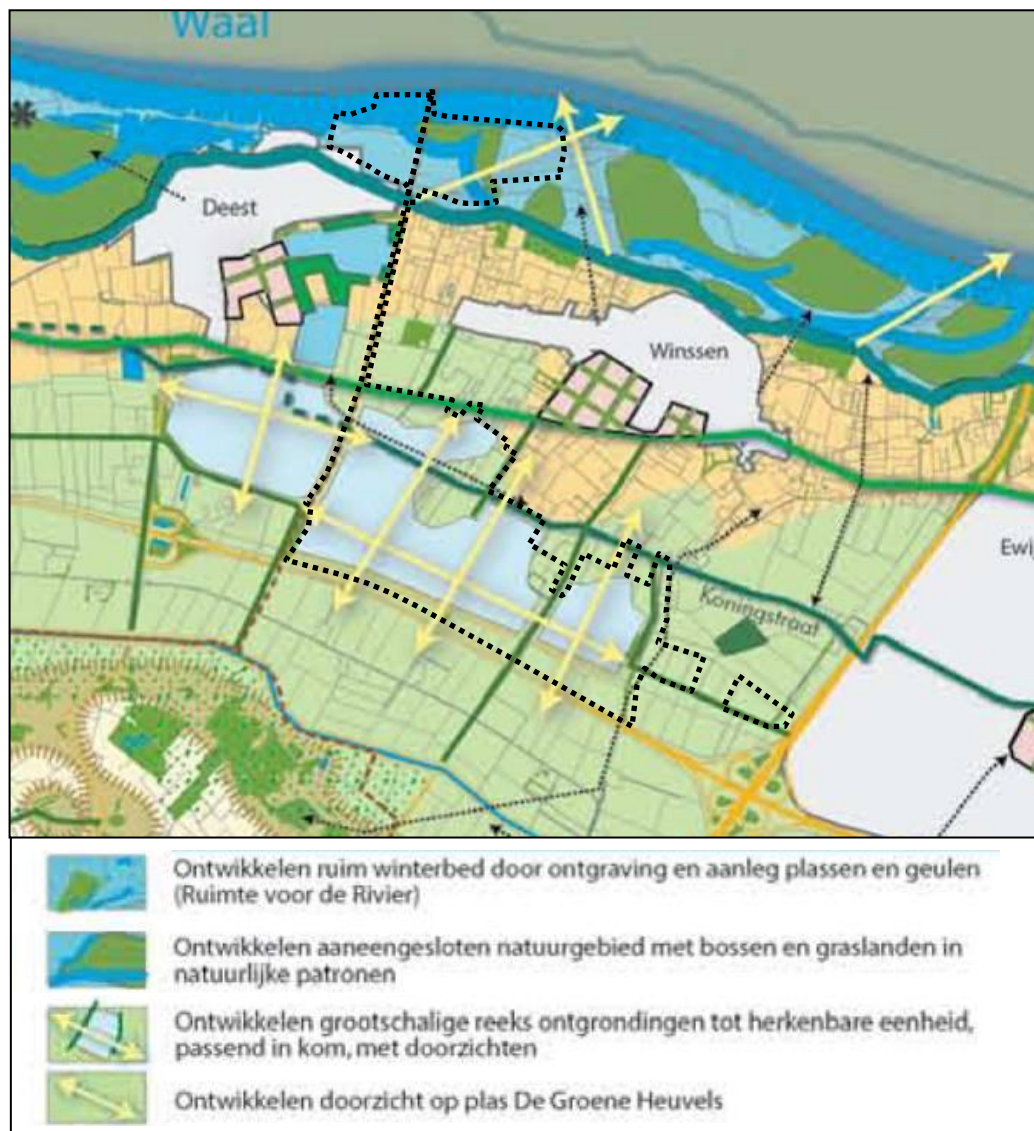 Waal
Deest
Winssen
Ewij
Koningstraat
Ontwikkelen ruim winterbed door ontgraving en aanleg plassen en geulen
(Ruimte voor de Rivier)
Ontwikkelen aaneengesloten natuurgebied met bossen en graslanden in
natuurlijke patronen
Ontwikkelen grootschalige reeks ontgrondingen tot herkenbare eenheid,
passend in kom, met doorzichten
Ontwikkelen doorzicht op plas De Groene Heuvels